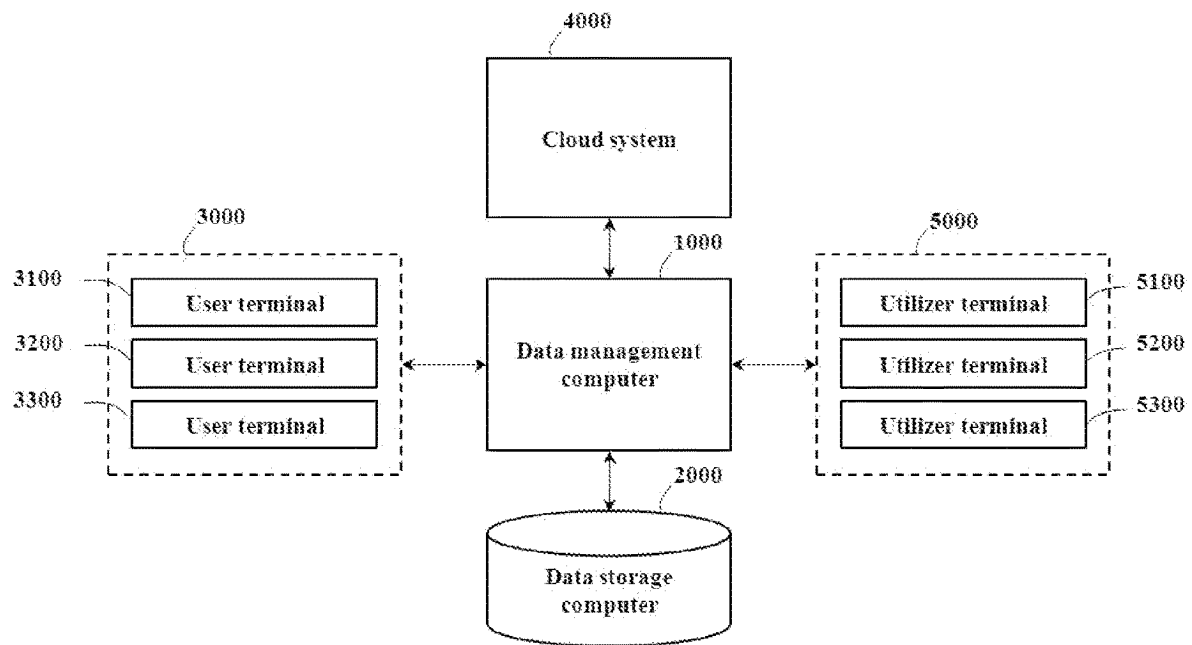 4000
Cloud system
3000
1000
5000
3100
User terminal
3200
User terminal
3300
User terminal
Data management
computer
Utilizer terminal
5100
Utilizer terminal
5200
Utilizer terminal
5300
2000
Data storage
computer